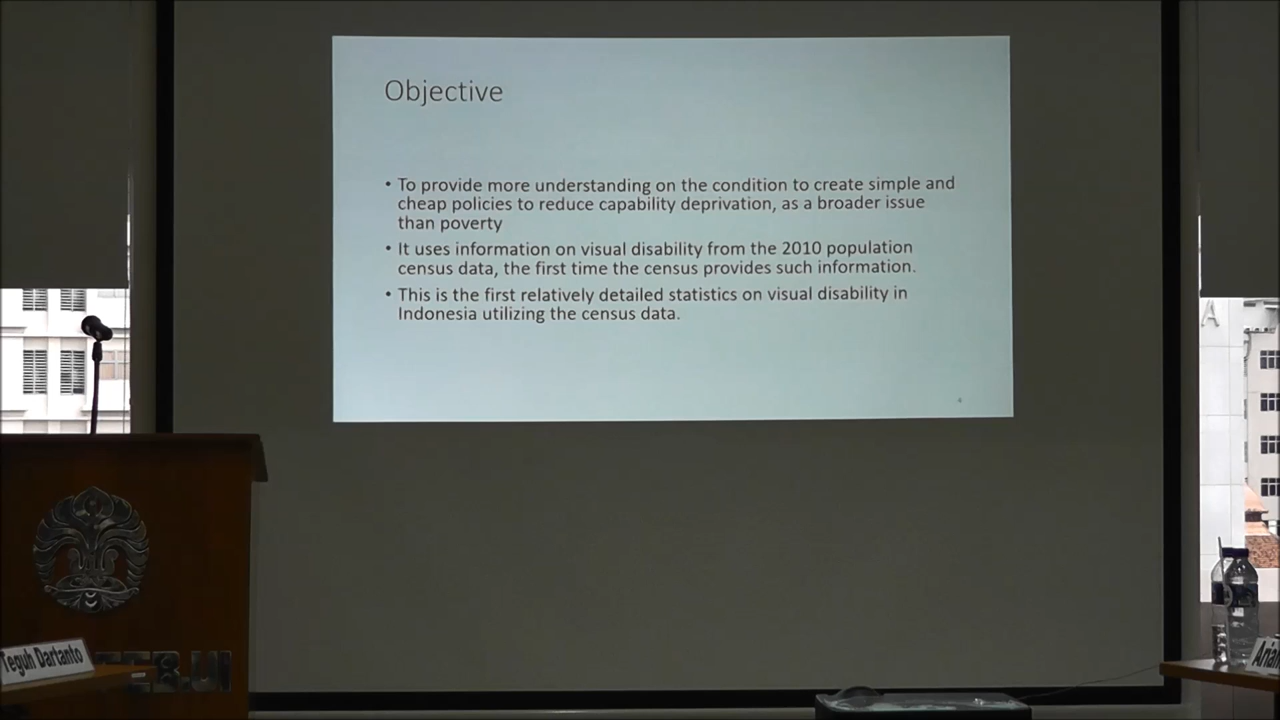 Objective
• To provide more understanding on the condition to create simple and
cheap policies to reduce capability deprivation, as a broader issue
than poverty
• It uses information on visual disability from the 2010 population
census data, the first time the census provides such information.
• This is the first relatively detailed statistics on visual disability in
Indonesia utilizing the census data.
4
A
Teguh Dartanto